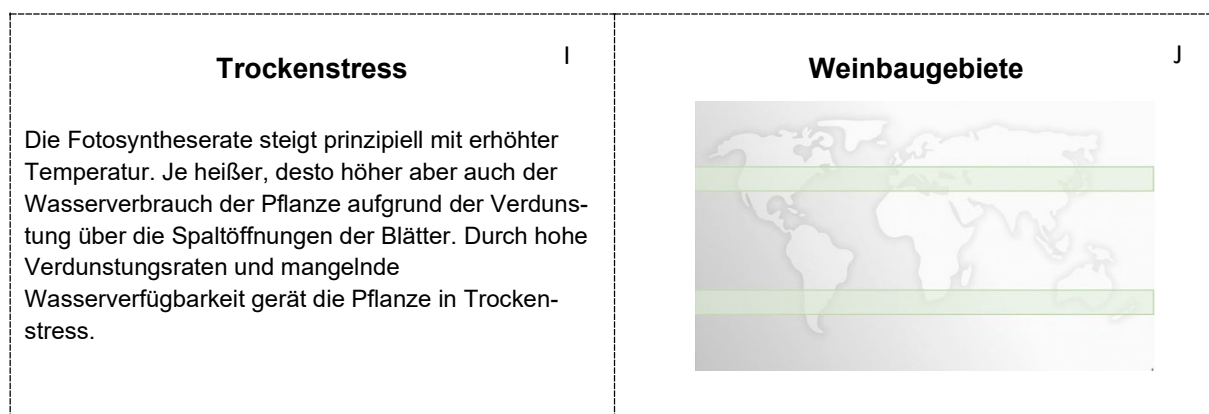 Trockenstress
I
Die Fotosyntheserate steigt prinzipiell mit erhöhter
Temperatur. Je heißer, desto höher aber auch der
Wasserverbrauch der Pflanze aufgrund der Verduns-
tung über die Spaltöffnungen der Blätter. Durch hohe
Verdunstungsraten und mangelnde
Wasserverfügbarkeit gerät die Pflanze in Trocken-
stress.
Weinbaugebiete
J